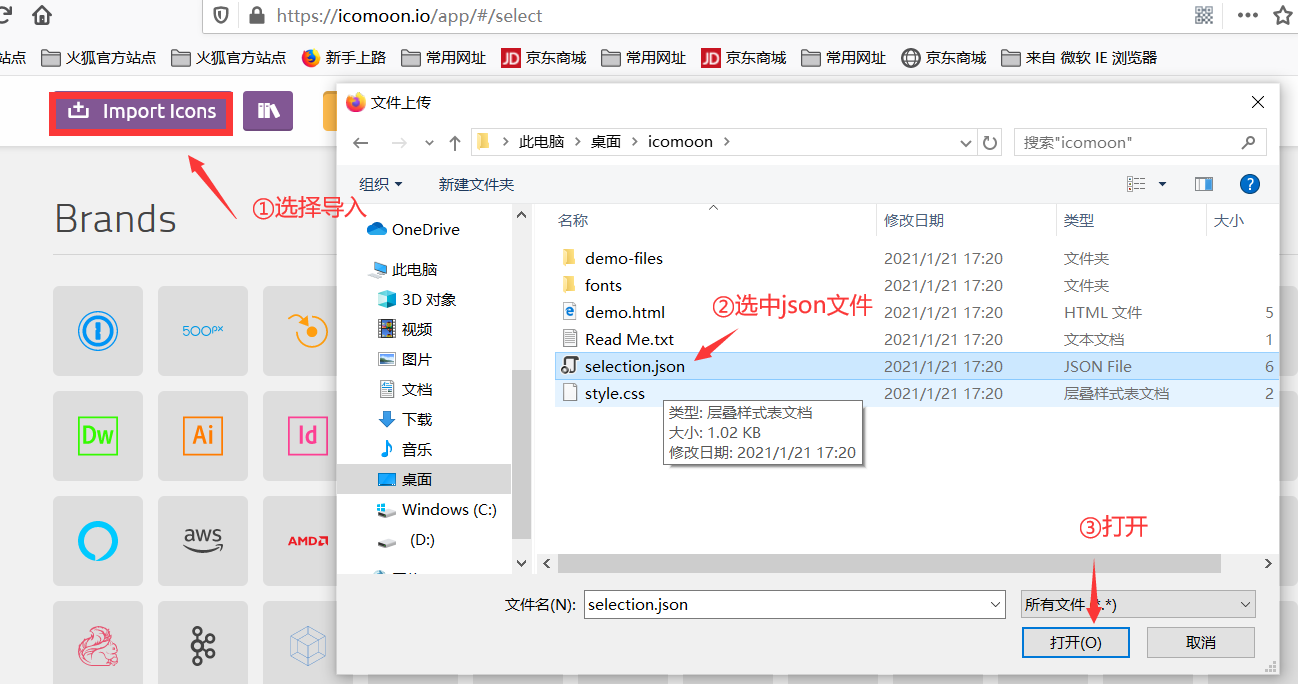 https://icomoon.io/app/#/select
站点 火狐官方站点 火狐官方站点 新手上路 常用网址 JD 京东商城 常用网址 JD 京东商城 常用网址 京东商城 来自 微软 IE 浏览器
Import Icons
文件上传
此电脑 桌面 icomoon
搜索"icomoon"
组织 新建文件夹
?
①选择导入
Brands
OneDrive
此电脑
3D 对象
视频
图片
文档
下载
音乐
桌面
Windows (C:)
(D:)
名称 修改日期 类型 大小
demo-files 2021/1/21 17:20 文件夹
fonts 2021/1/21 17:20 文件夹
demo.html 2021/1/21 17:20 HTML 文件 5
Read Me.txt 2021/1/21 17:20 文本文档 1
selection.json 2021/1/21 17:20 JSON File 6
style.css 2021/1/21 17:20 层叠样式表文档 2
②选中json文件
类型: 层叠样式表文档
大小: 1.02 KB
修改日期: 2021/1/21 17:20
③打开
500px
Dw Ai Id
aws AMD
文件名(N): selection.json 所有文件 .*)
打开(O) 取消